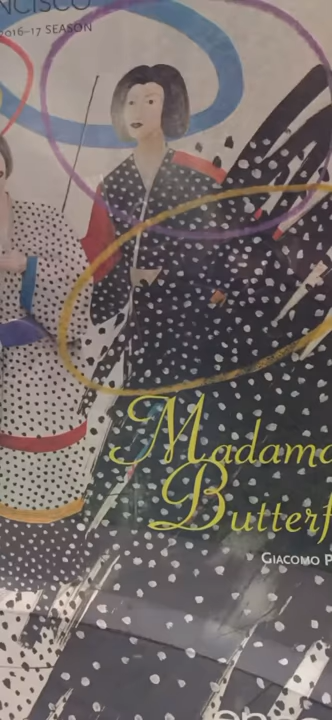 NCISCO
2016–17 SEASON
Madama
Butterf
GIACOMO P